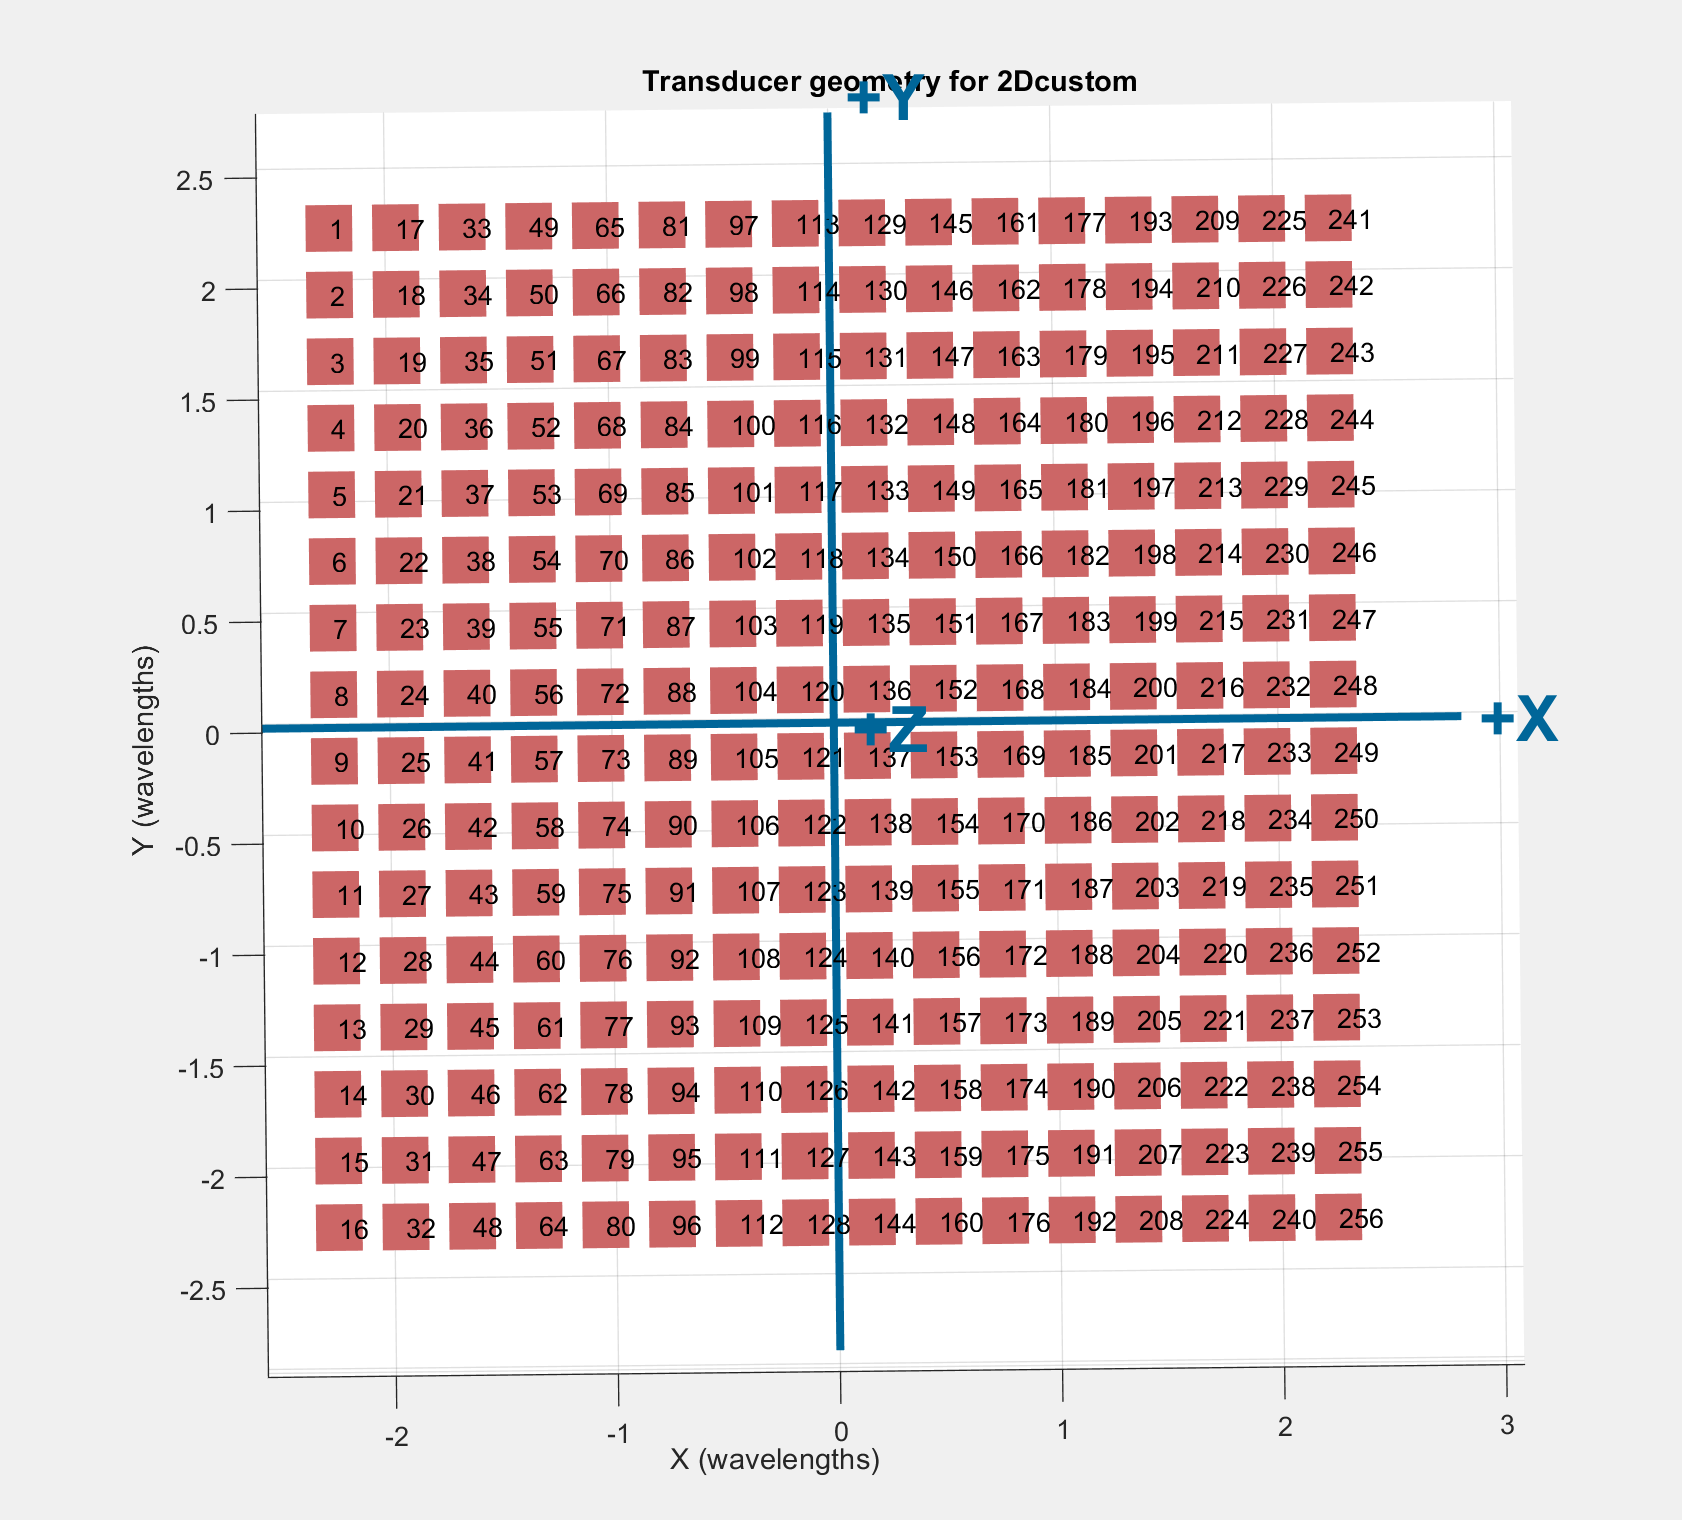 Transducer geometry for 2Dcustom
+Y
2.5
1 17 33 49 65 81 97 113 129 145 161 177 193 209 225 241
2
2 18 34 50 66 82 98 114 130 146 162 178 194 210 226 242
3 19 35 51 67 83 99 115 131 147 163 179 195 211 227 243
1.5
4 20 36 52 68 84 100 116 132 148 164 180 196 212 228 244
5 21 37 53 69 85 101 117 133 149 165 181 197 213 229 245
1
6 22 38 54 70 86 102 118 134 150 166 182 198 214 230 246
0.5
7 23 39 55 71 87 103 119 135 151 167 183 199 215 231 247
8 24 40 56 72 88 104 120 136 152 168 184 200 216 232 248
0
+Z
+X
9 25 41 57 73 89 105 121 137 153 169 185 201 217 233 249
Y (wavelengths)
10 26 42 58 74 90 106 122 138 154 170 186 202 218 234 250
-0.5
11 27 43 59 75 91 107 123 139 155 171 187 203 219 235 251
-1
12 28 44 60 76 92 108 124 140 156 172 188 204 220 236 252
13 29 45 61 77 93 109 125 141 157 173 189 205 221 237 253
-1.5
14 30 46 62 78 94 110 126 142 158 174 190 206 222 238 254
15 31 47 63 79 95 111 127 143 159 175 191 207 223 239 255
-2
16 32 48 64 80 96 112 128 144 160 176 192 208 224 240 256
-2.5
-2 -1 0 1 2 3
X (wavelengths)